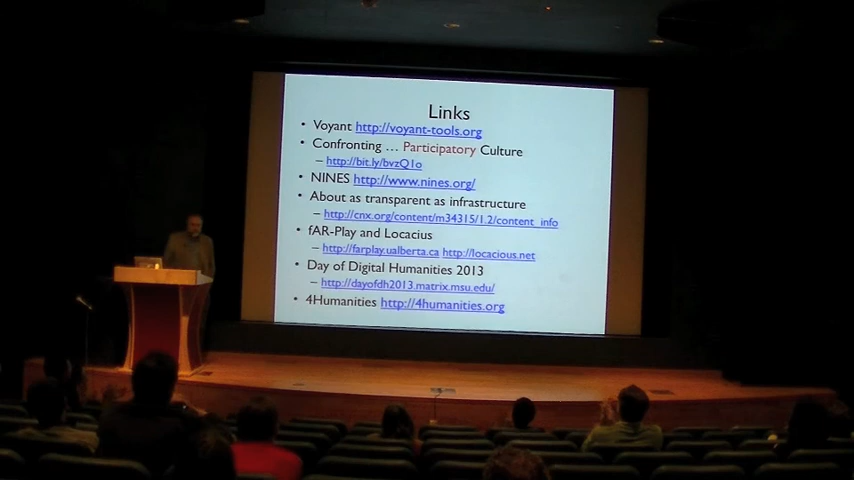 Links
• Voyant http://voyant-tools.org
• Confronting … Participatory Culture
– http://bit.ly/bvzQ1o
• NINES http://www.nines.org/
• About as transparent as infrastructure
– http://cnx.org/content/m34315/1.2/content_info
• fAR-Play and Locacius
– http://farplay.ualberta.ca http://locacious.net
• Day of Digital Humanities 2013
– http://dayofdh2013.matrix.msu.edu/
• 4Humanities http://4humanities.org